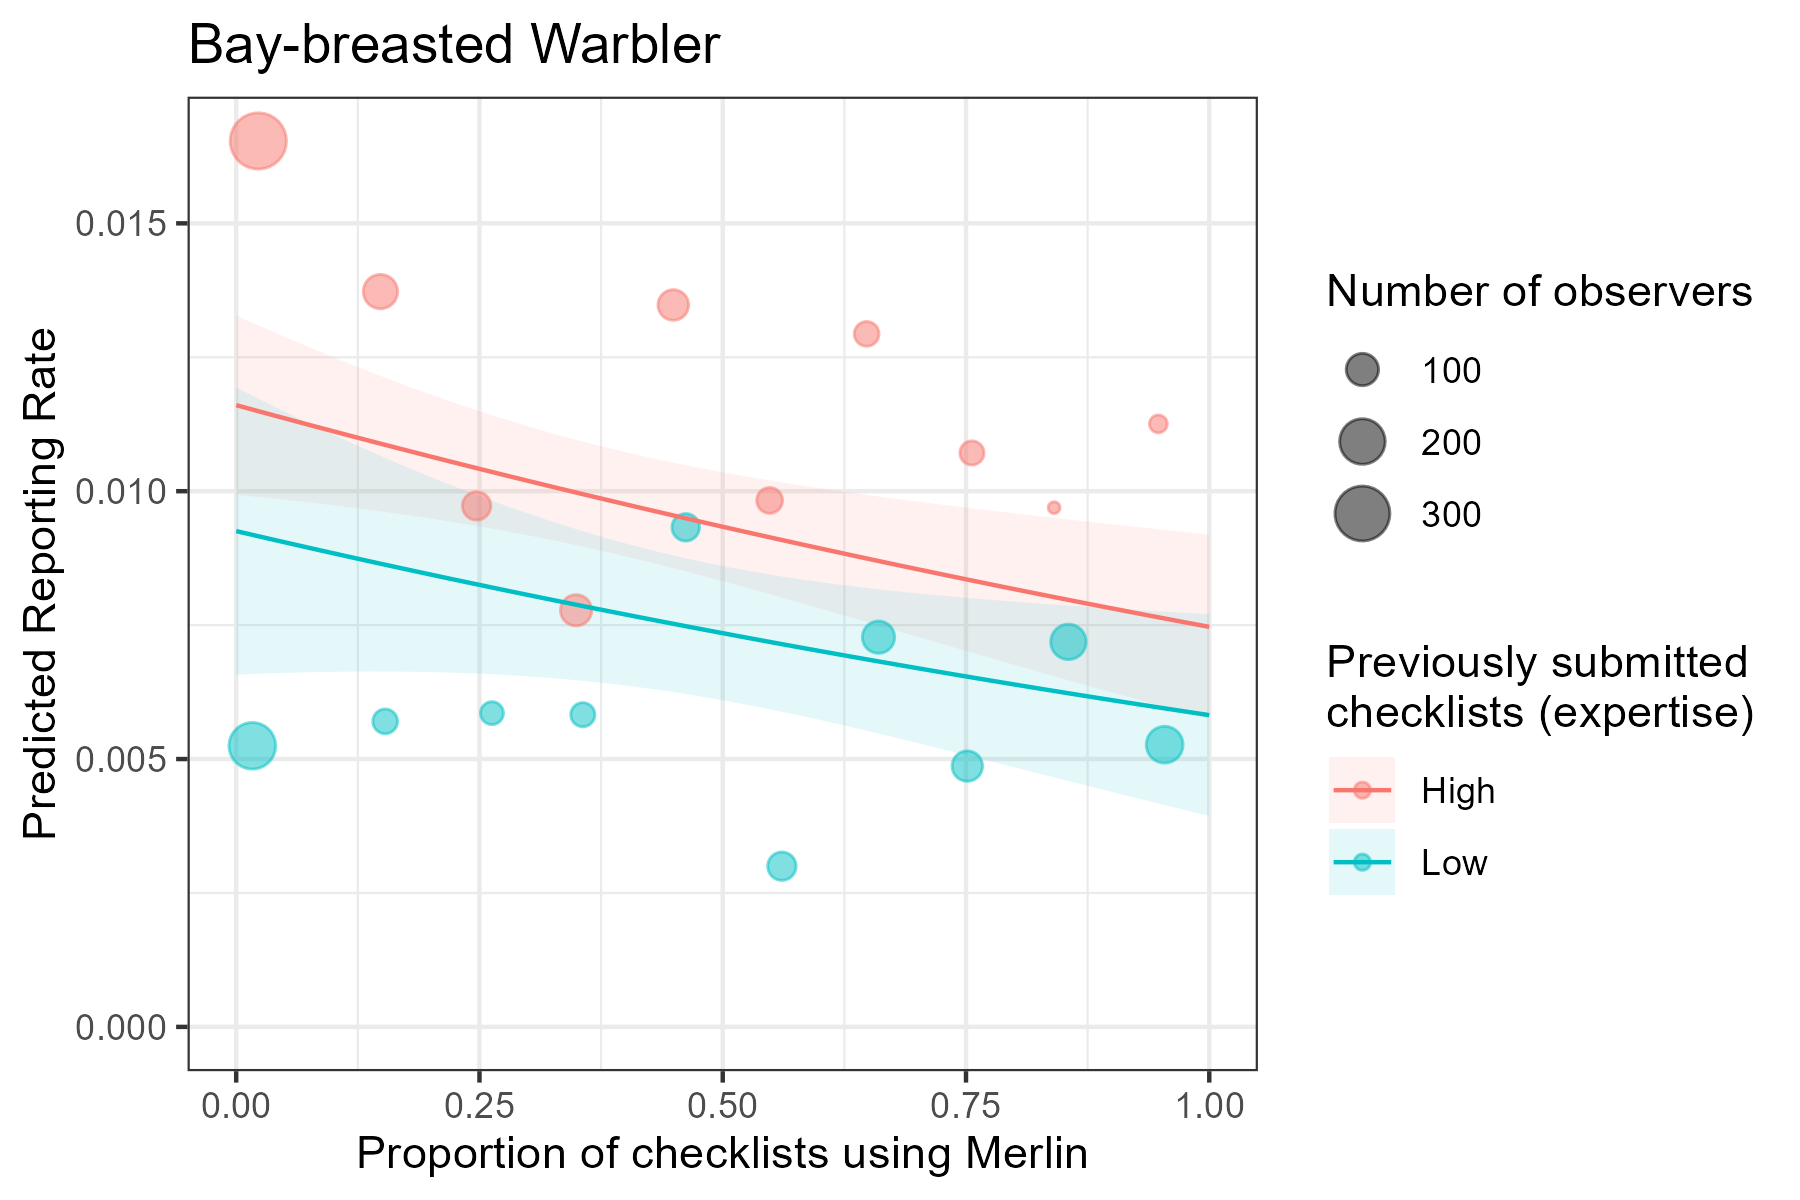 Bay-breasted Warbler
Predicted Reporting Rate
0.015
0.010
0.005
0.000
0.00 0.25 0.50 0.75 1.00
Proportion of checklists using Merlin
Number of observers
100
200
300
Previously submitted
checklists (expertise)
High
Low